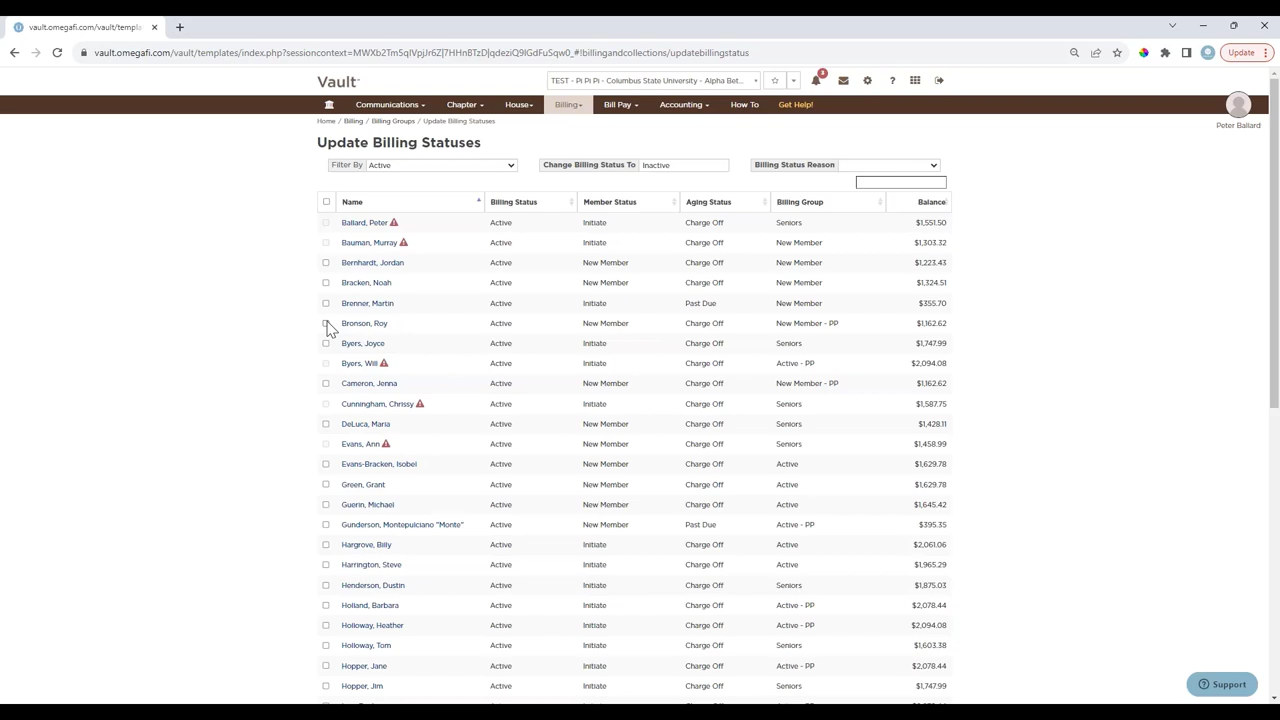 vault.omegafi.com/vault/templa
vault.omegafi.com/vault/templates/index.php?sessioncontext=MWXb2Tm5qIVpjJr6Z|7HHnBTzD|qdeziQ9lGdFuSqw0_#!billingandcollections/updatebillingstatus
Update
Vault
TEST - Pi Pi Pi - Columbus State University - Alpha Bet...
3
Communications Chapter House Billing Bill Pay Accounting How To Get Help!
Peter Ballard
Home / Billing / Billing Groups / Update Billing Statuses
Update Billing Statuses
Filter By Active Change Billing Status To Inactive Billing Status Reason
Name Billing Status Member Status Aging Status Billing Group Balance
Ballard, Peter Active Initiate Charge Off Seniors $1,551.50
Bauman, Murray Active Initiate Charge Off New Member $1,303.32
Bernhardt, Jordan Active New Member Charge Off New Member $1,223.43
Bracken, Noah Active New Member Charge Off New Member $1,324.51
Brenner, Martin Active Initiate Past Due New Member $355.70
Bronson, Roy Active New Member Charge Off New Member - PP $1,162.62
Byers, Joyce Active Initiate Charge Off Seniors $1,747.99
Byers, Will Active Initiate Charge Off Active - PP $2,094.08
Cameron, Jenna Active New Member Charge Off New Member - PP $1,162.62
Cunningham, Chrissy Active Initiate Charge Off Seniors $1,587.75
DeLuca, Maria Active New Member Charge Off Seniors $1,428.11
Evans, Ann Active New Member Charge Off Seniors $1,458.99
Evans-Bracken, Isobel Active New Member Charge Off Active $1,629.78
Green, Grant Active New Member Charge Off Active $1,629.78
Guerin, Michael Active New Member Charge Off Active $1,645.42
Gunderson, Montepulciano "Monte" Active New Member Past Due Active - PP $395.35
Hargrove, Billy Active Initiate Charge Off Active $2,061.06
Harrington, Steve Active Initiate Charge Off Active $1,965.29
Henderson, Dustin Active Initiate Charge Off Seniors $1,875.03
Holland, Barbara Active Initiate Charge Off Active - PP $2,078.44
Holloway, Heather Active Initiate Charge Off Active - PP $2,094.08
Holloway, Tom Active Initiate Charge Off Seniors $1,603.38
Hopper, Jane Active Initiate Charge Off Active - PP $2,078.44
Hopper, Jim Active Initiate Charge Off Seniors $1,747.99
Support